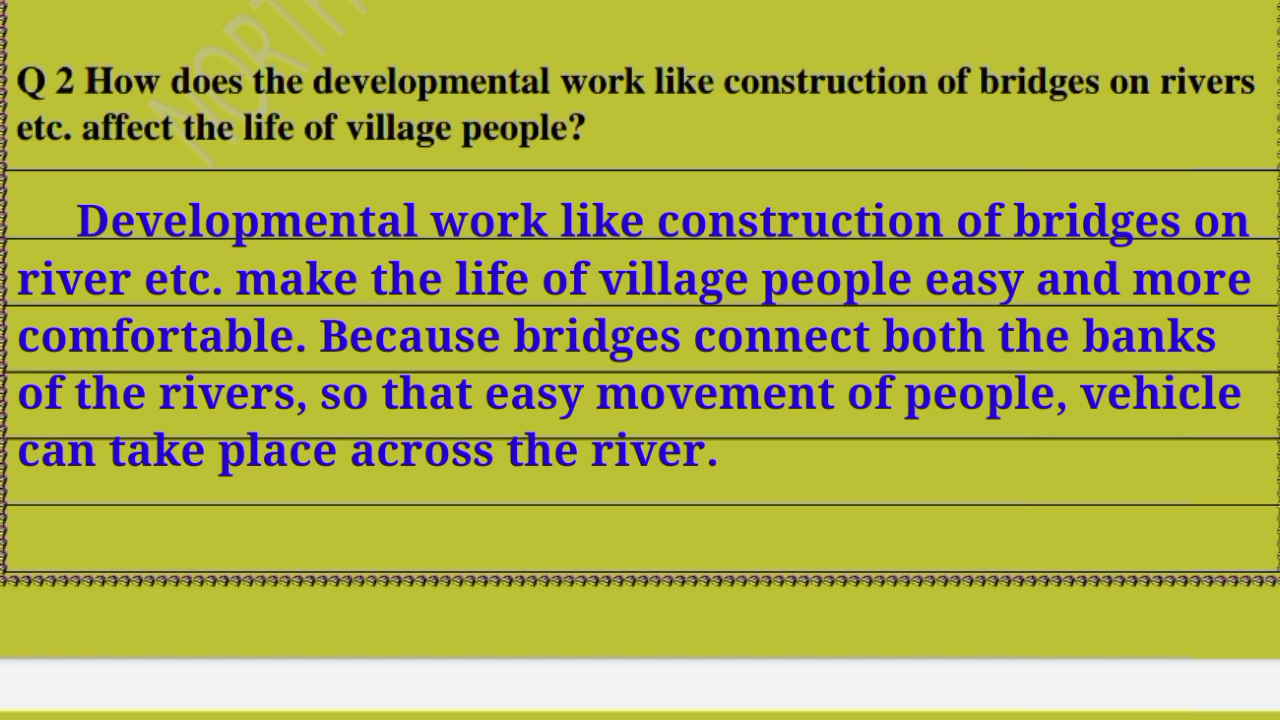 NORTH
Q 2 How does the developmental work like construction of bridges on rivers
etc. affect the life of village people?
Developmental work like construction of bridges on
river etc. make the life of village people easy and more
comfortable. Because bridges connect both the banks
of the rivers, so that easy movement of people, vehicle
can take place across the river.